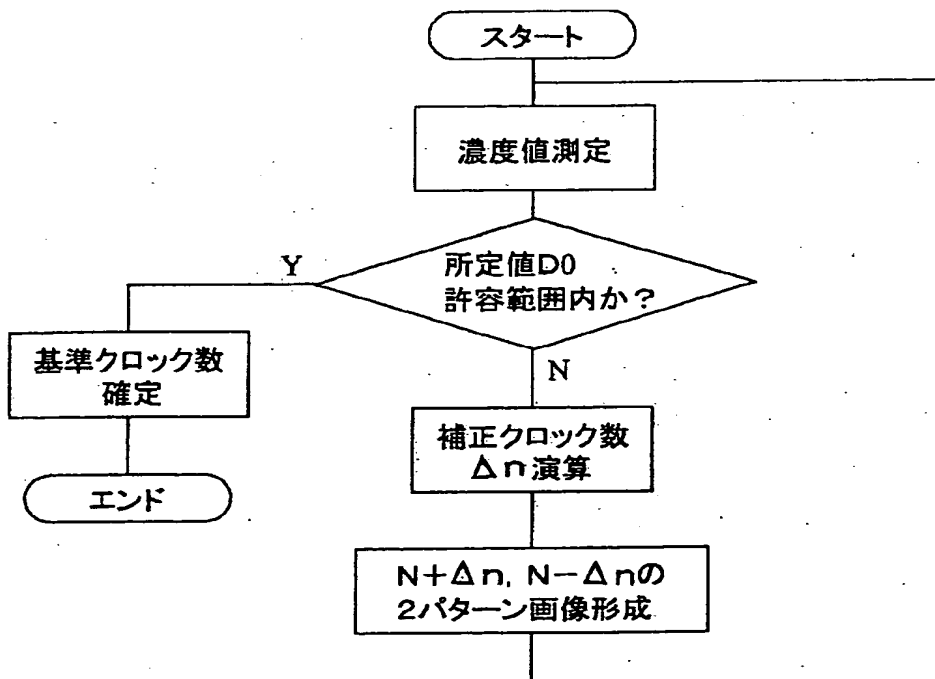 スタート
濃度値測定
所定値D0
許容範囲内か?
Y
N
基準クロック数
確定
エンド
補正クロック数
Δn演算
N+Δn, N−Δnの
2パターン画像形成